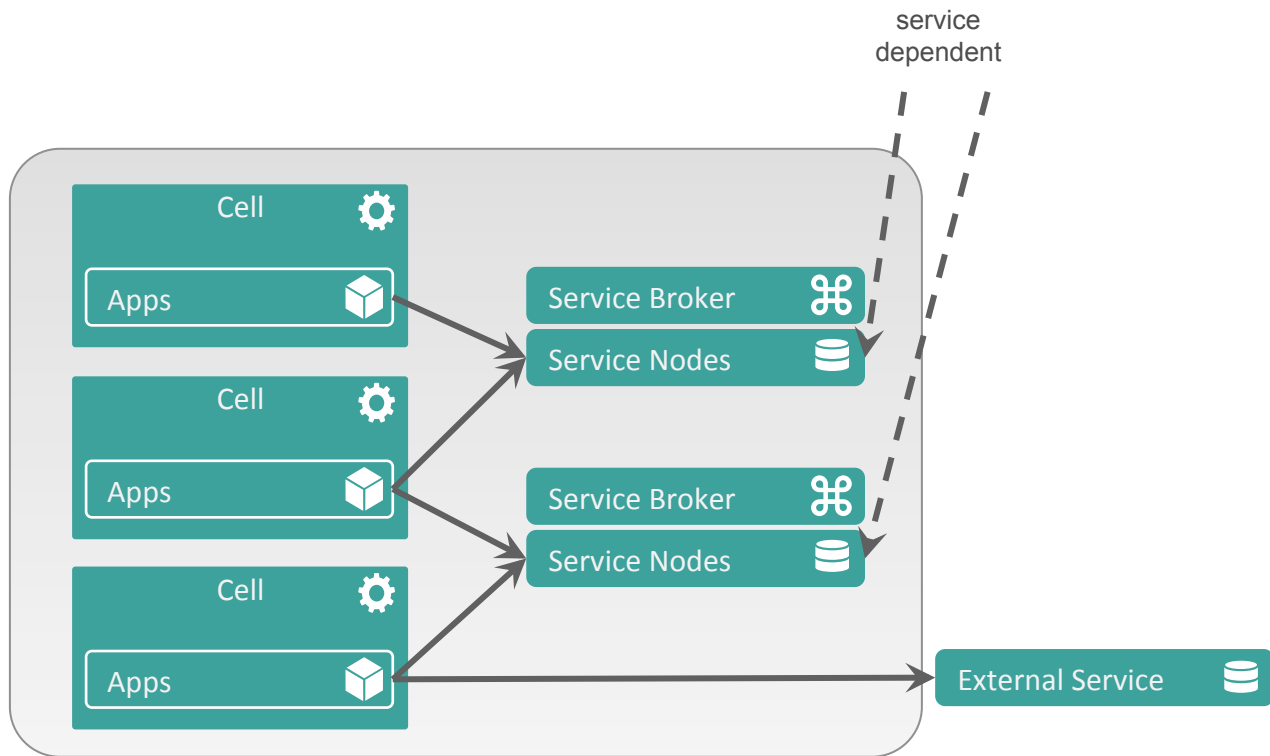 service
dependent
Cell
Apps
Service Broker
Service Nodes
Cell
Apps
Service Broker
Service Nodes
Cell
Apps
External Service